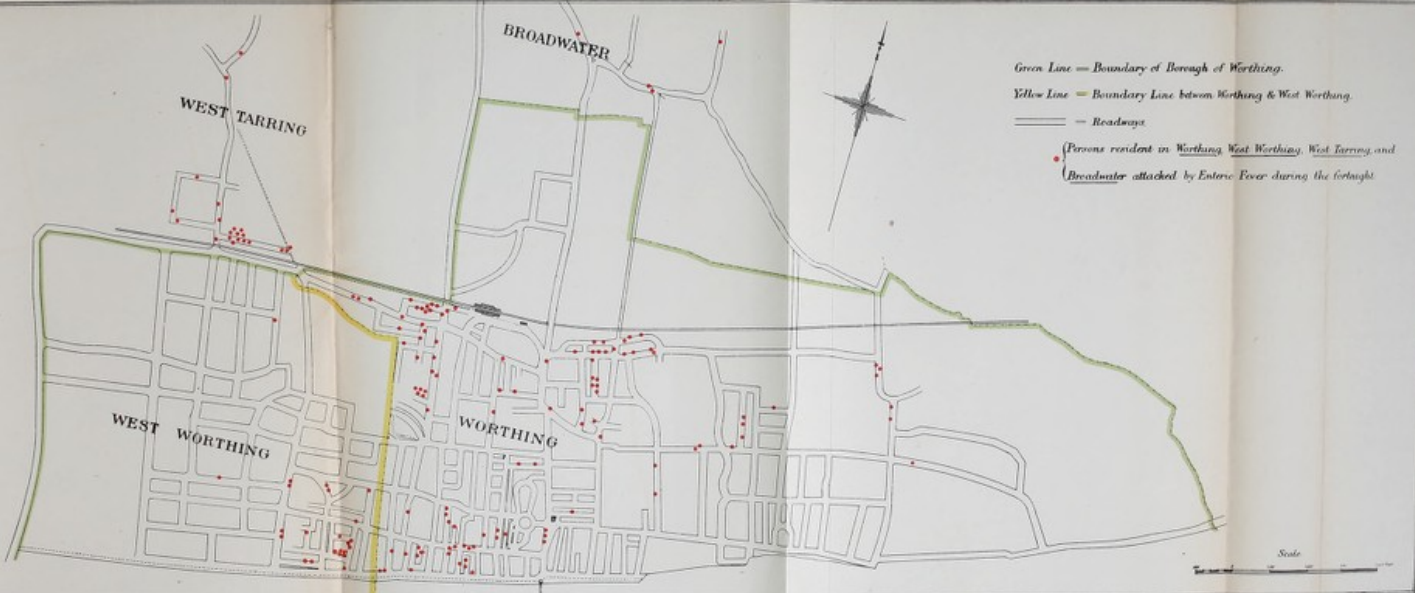 BROADWATER
WEST TARRING
Green Line — Boundary of Borough of Worthing.
Yellow Line — Boundary Line between Worthing & West Worthing.
— Roadways
Persons resident in Worthing, West Worthing, West Tarring, and
Broadwater attacked by Enteric Fever during the fortnight
WEST WORTHING
WORTHING
Scale